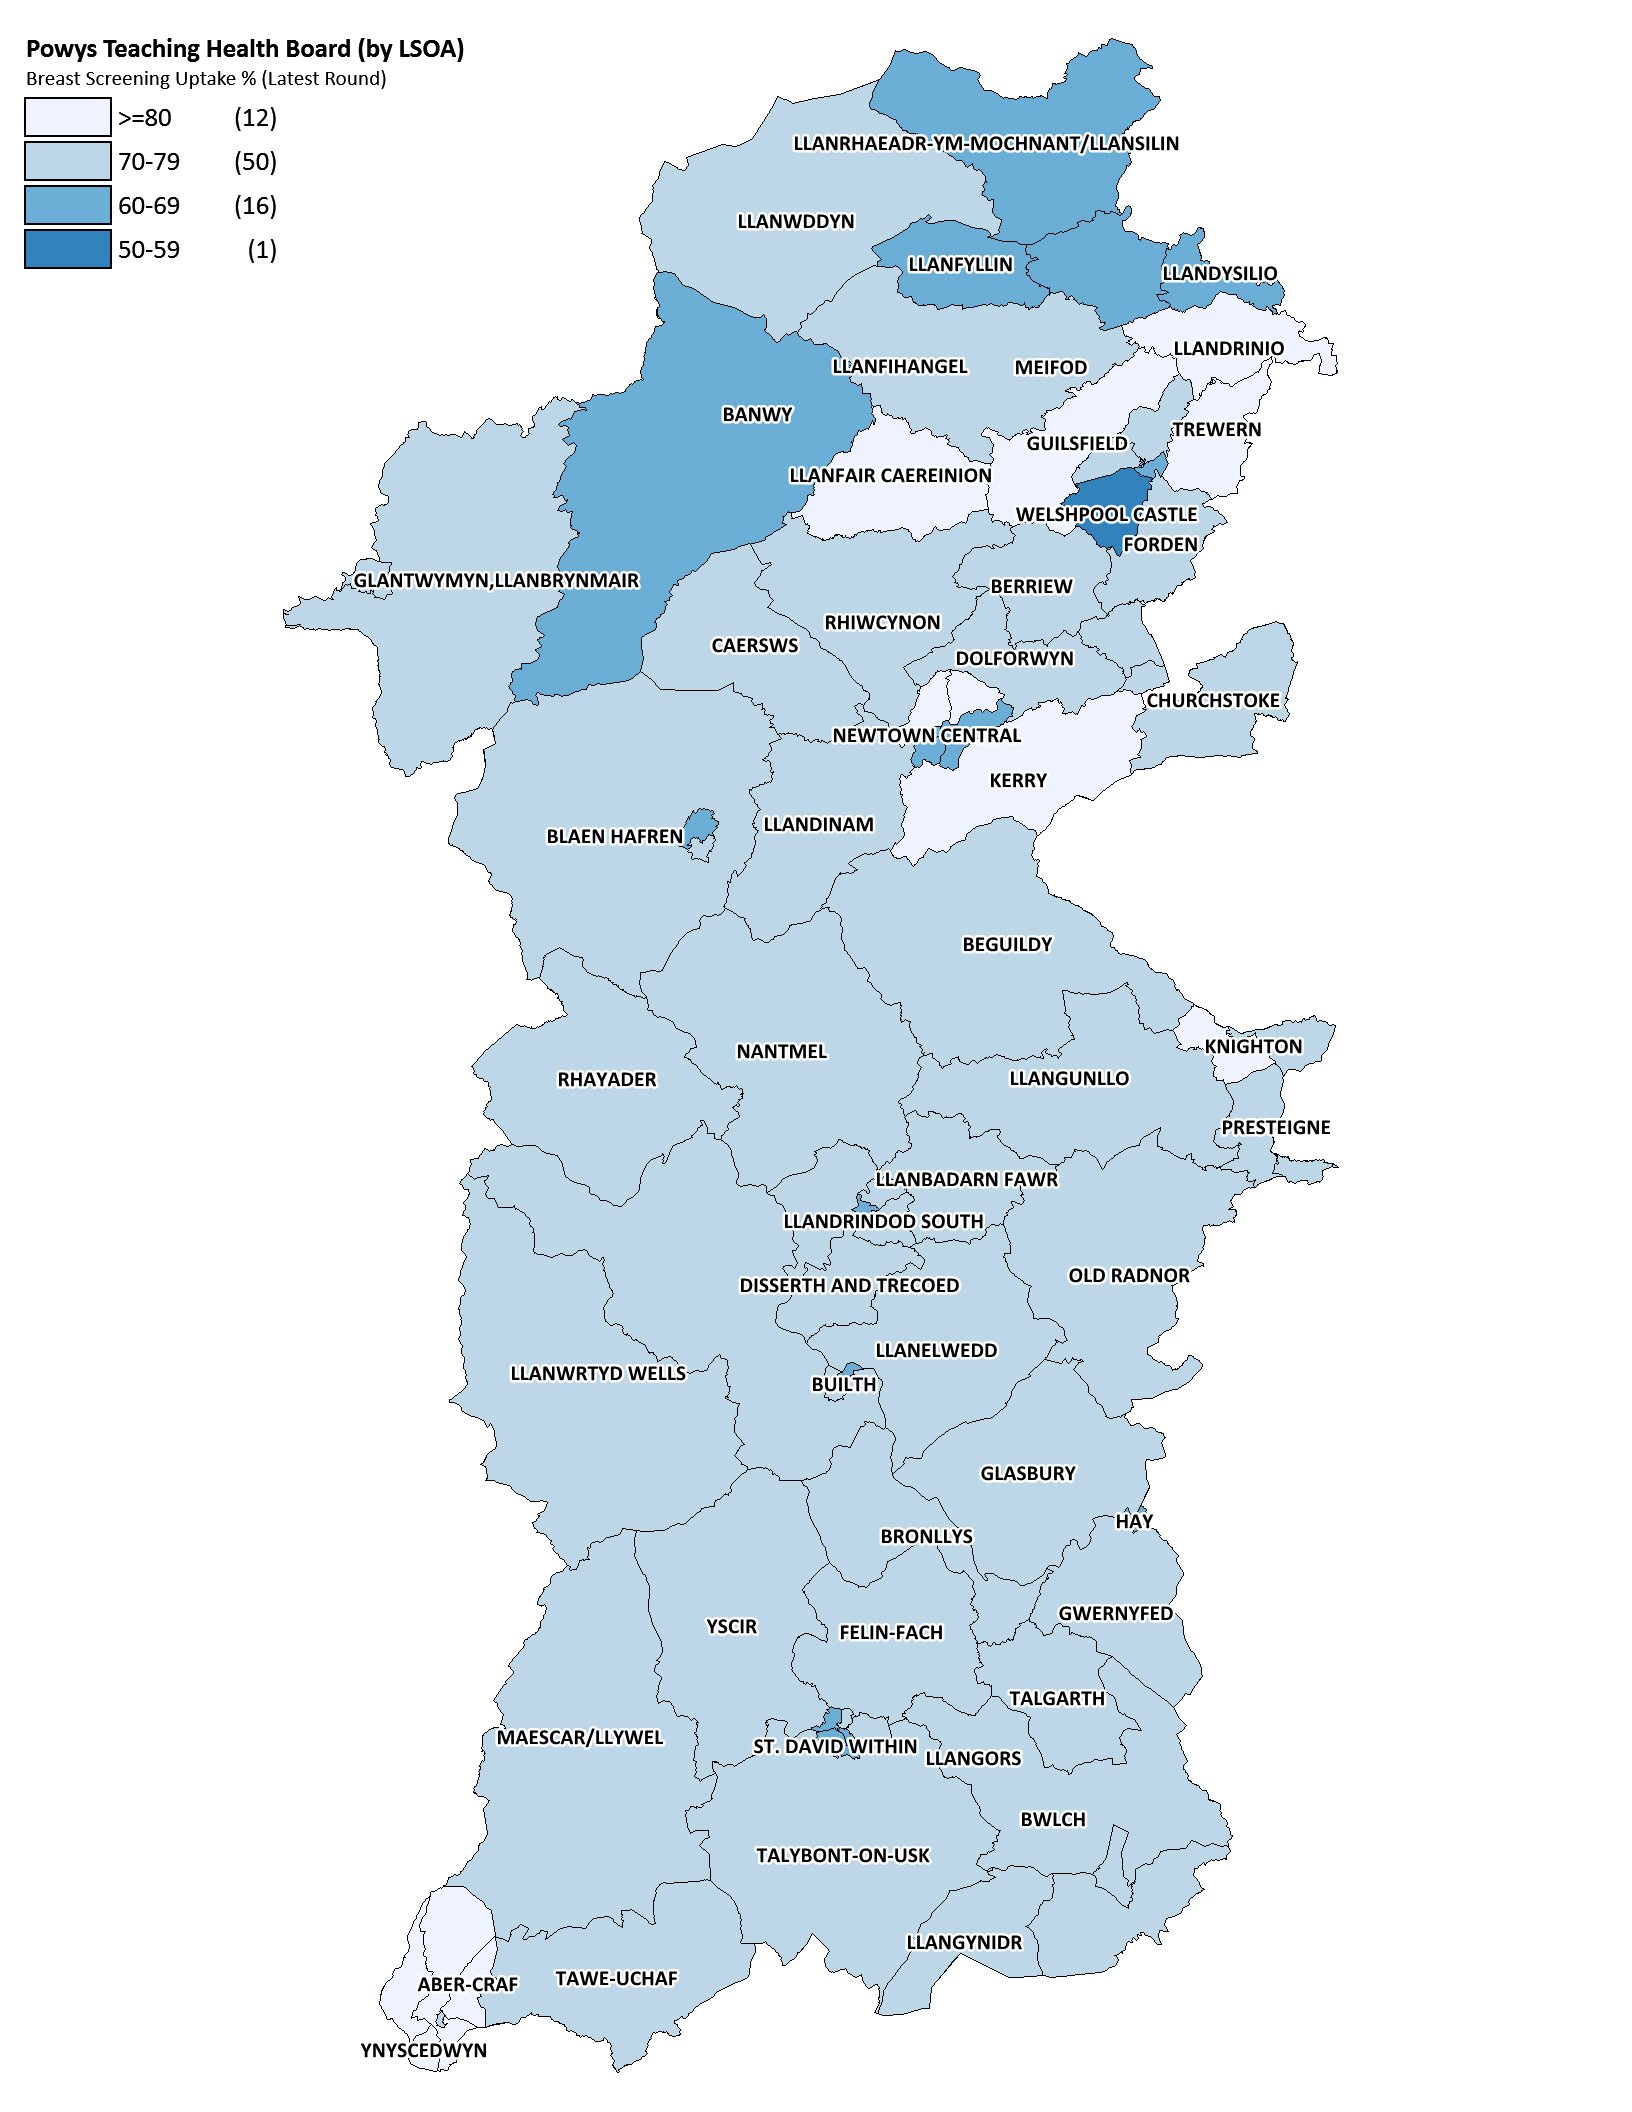 Powys Teaching Health Board (by LSOA)
Breast Screening Uptake % (Latest Round)
>=80 (12)
70-79 (50)
60-69 (16)
50-59 (1)
LLANRHAEADR-YM-MOCHNANT/LLANSILIN
LLANWDDYN
LLANFYLLIN
LLANDYSILIO
LLANDRINIO
LLANFIHANGEL
MEIFOD
BANWY
TREWERN
GUILSFIELD
LLANFAIR CAEREINION
WELSHPOOL CASTLE
FORDEN
GLANTWYMYN,LLANBRYNMAIR
BERRIEW
RHIWCYNON
CAERSWS
DOLFORWYN
CHURCHSTOKE
NEWTOWN CENTRAL
KERRY
LLANDINAM
BLAEN HAFREN
BEGUILDY
KNIGHTON
NANTMEL
RHAYADER
LLANGUNLLO
PRESTEIGNE
LLANBADARN FAWR
LLANDRINDOD SOUTH
OLD RADNOR
DISSERTH AND TRECOED
LLANELWEDD
LLANWRTYD WELLS
BUILTH
GLASBURY
HAY
BRONLLYS
GWERNYFED
YSCIR
FELIN-FACH
TALGARTH
MAESCAR/LLYWEL
ST. DAVID WITHIN
LLANGORS
BWLCH
TALYBONT-ON-USK
LLANGYNIDR
TAWE-UCHAF
ABER-CRAF
YNYSCEDWYN